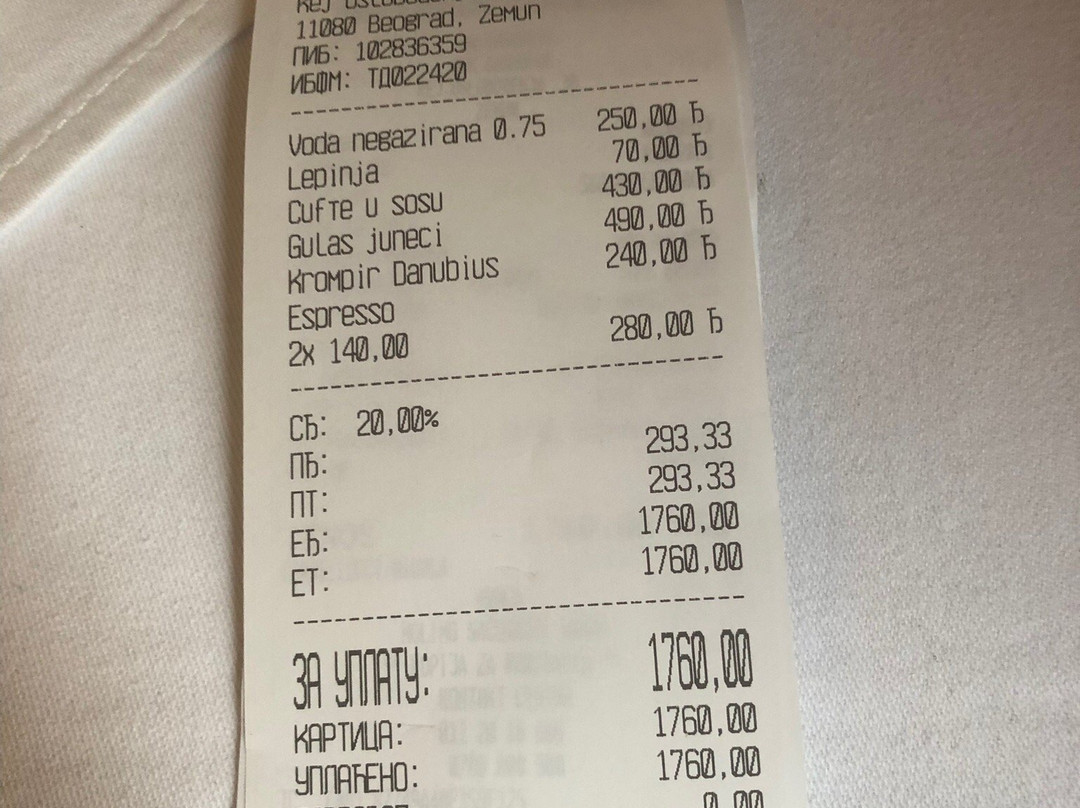 Kej
11080 Beograd, Zemun
ПИБ: 102836359
ИБФМ: ТД022420
Voda negazirana 0.75 250,00 Ђ
Lepinja 70,00 Ђ
Cufte u sosu 430,00 Ђ
Gulas juneci 490,00 Ђ
Krompir Danubius 240,00 Ђ
Espresso
2x 140,00 280,00 Ђ
СЂ: 20,00%
ПЂ: 293,33
ПТ: 293,33
ЕЂ: 1760,00
ЕТ: 1760,00
ЗА УПЛАТУ: 1760,00
КАРТИЦА: 1760,00
УПЛАЋЕНО: 1760,00
0,00